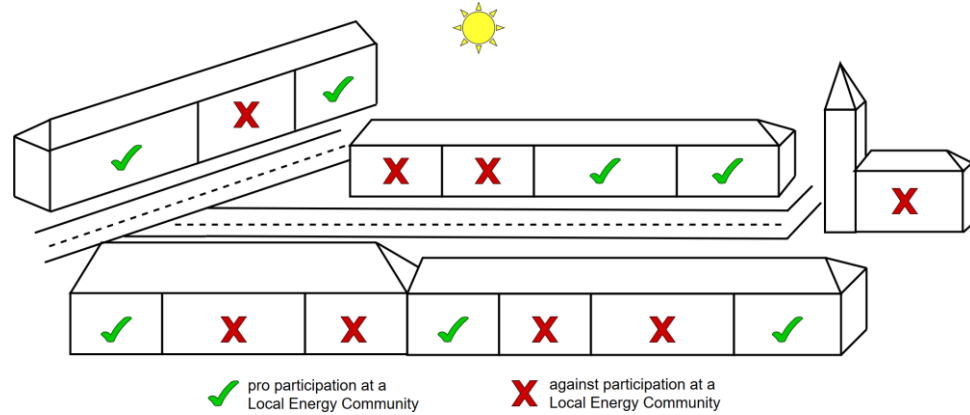 pro participation at a
Local Energy Community
against participation at a
Local Energy Community